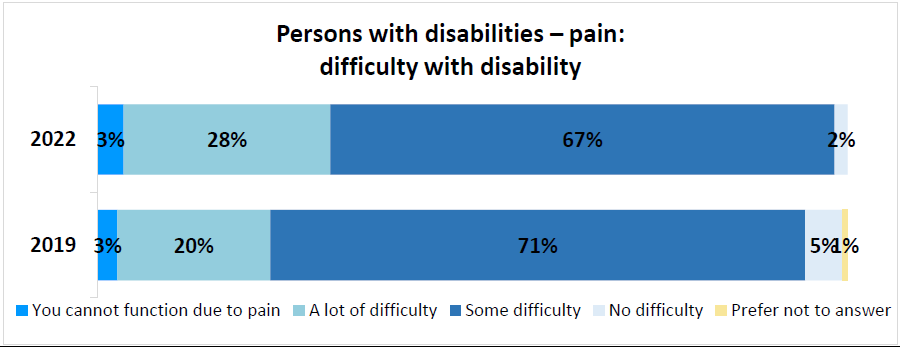 Persons with disabilities – pain:
difficulty with disability
2022 3% 28% 67% 2%
2019 3% 20% 71% 5% 1%
You cannot function due to pain A lot of difficulty Some difficulty No difficulty Prefer not to answer